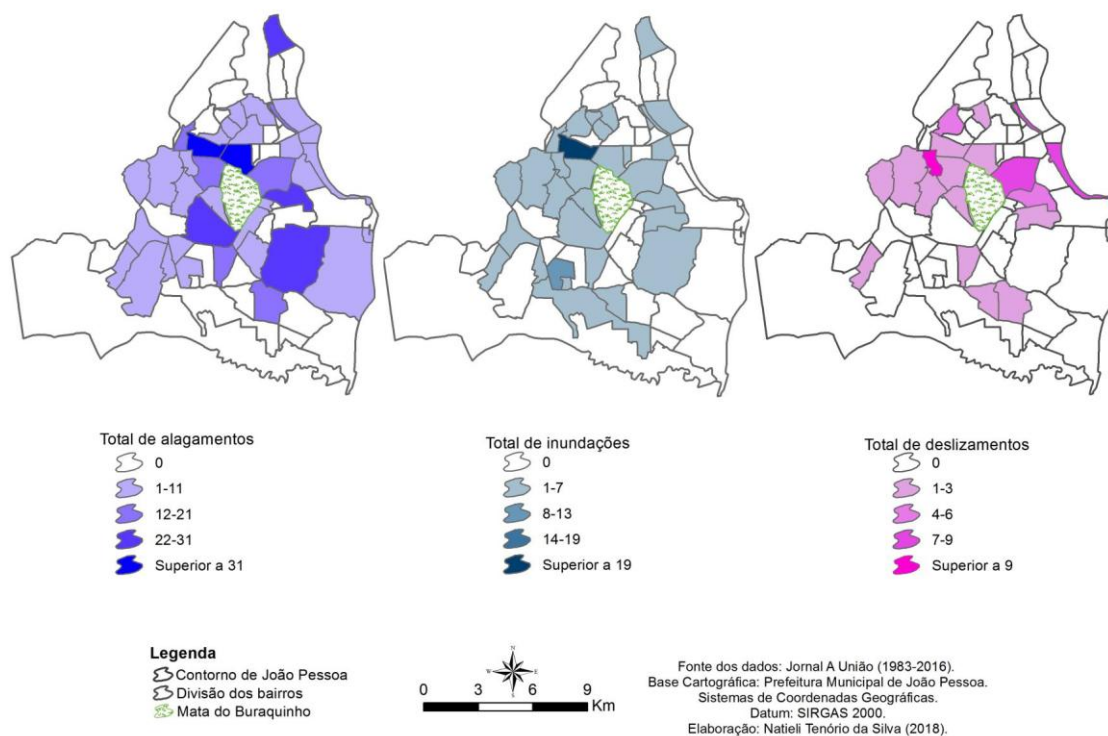 Total de alagamentos
0
1-11
12-21
22-31
Superior a 31
Total de inundações
0
1-7
8-13
14-19
Superior a 19
Total de deslizamentos
0
1-3
4-6
7-9
Superior a 9
Legenda
Contorno de João Pessoa
Divisão dos bairros
Mata do Buraquinho
N
W E
S
0 3 6 9
Km
Fonte dos dados: Jornal A União (1983-2016).
Base Cartográfica: Prefeitura Municipal de João Pessoa.
Sistemas de Coordenadas Geográficas.
Datum: SIRGAS 2000.
Elaboração: Natieli Tenório da Silva (2018).